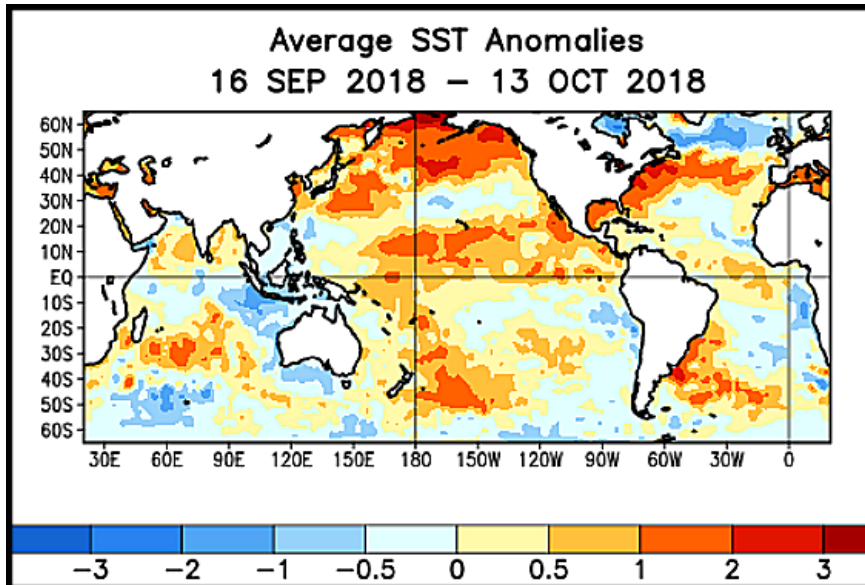 Average SST Anomalies
16 SEP 2018 – 13 OCT 2018
60N
50N
40N
30N
20N
10N
EQ
10S
20S
30S
40S
50S
60S
30E 60E 90E 120E 150E 180 150W 120W 90W 60W 30W 0
−3 −2 −1 −0.5 0 0.5 1 2 3